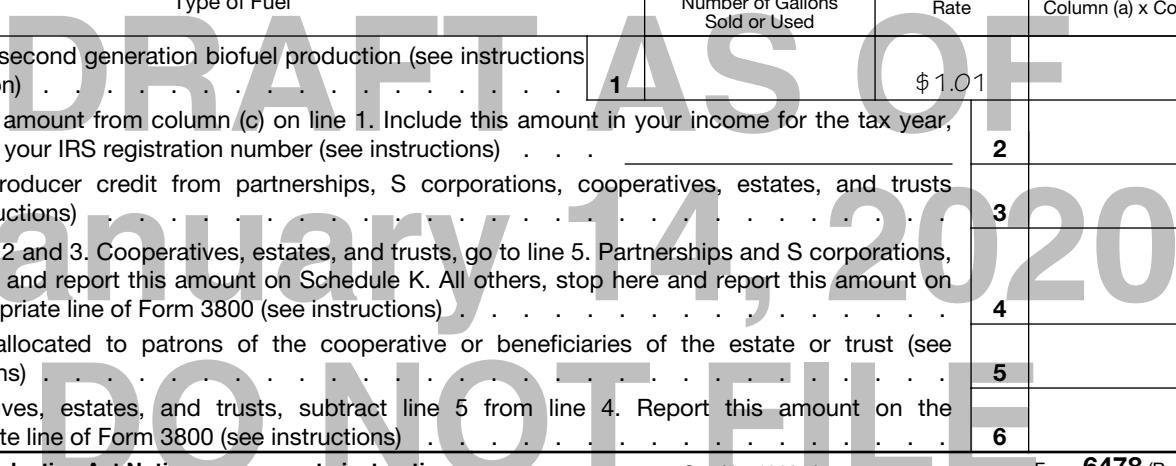 Type of Fuel
Number of Gallons
Sold or Used
Rate
Column (a) x Co
second generation biofuel production (see instructions
on) . . . . . . . . . . . . . . . . . . 1
$1.01
amount from column (c) on line 1. Include this amount in your income for the tax year,
your IRS registration number (see instructions) . . . 2
roducer credit from partnerships, S corporations, cooperatives, estates, and trusts
uctions) . . . . . . . . . . . . . . . . . . . . . . . . . . . 3
2 and 3. Cooperatives, estates, and trusts, go to line 5. Partnerships and S corporations,
and report this amount on Schedule K. All others, stop here and report this amount on
priate line of Form 3800 (see instructions) . . . . . . . . . . . . . . . 4
allocated to patrons of the cooperative or beneficiaries of the estate or trust (see
ns) . . . . . . . . . . . . . . . . . . . . . . . . . . . . 5
ves, estates, and trusts, subtract line 5 from line 4. Report this amount on the
te line of Form 3800 (see instructions) . . . . . . . . . . . . . . . . . 6
6478
DRAFT AS OF
anuary 14, 2020
DO NOT FILE